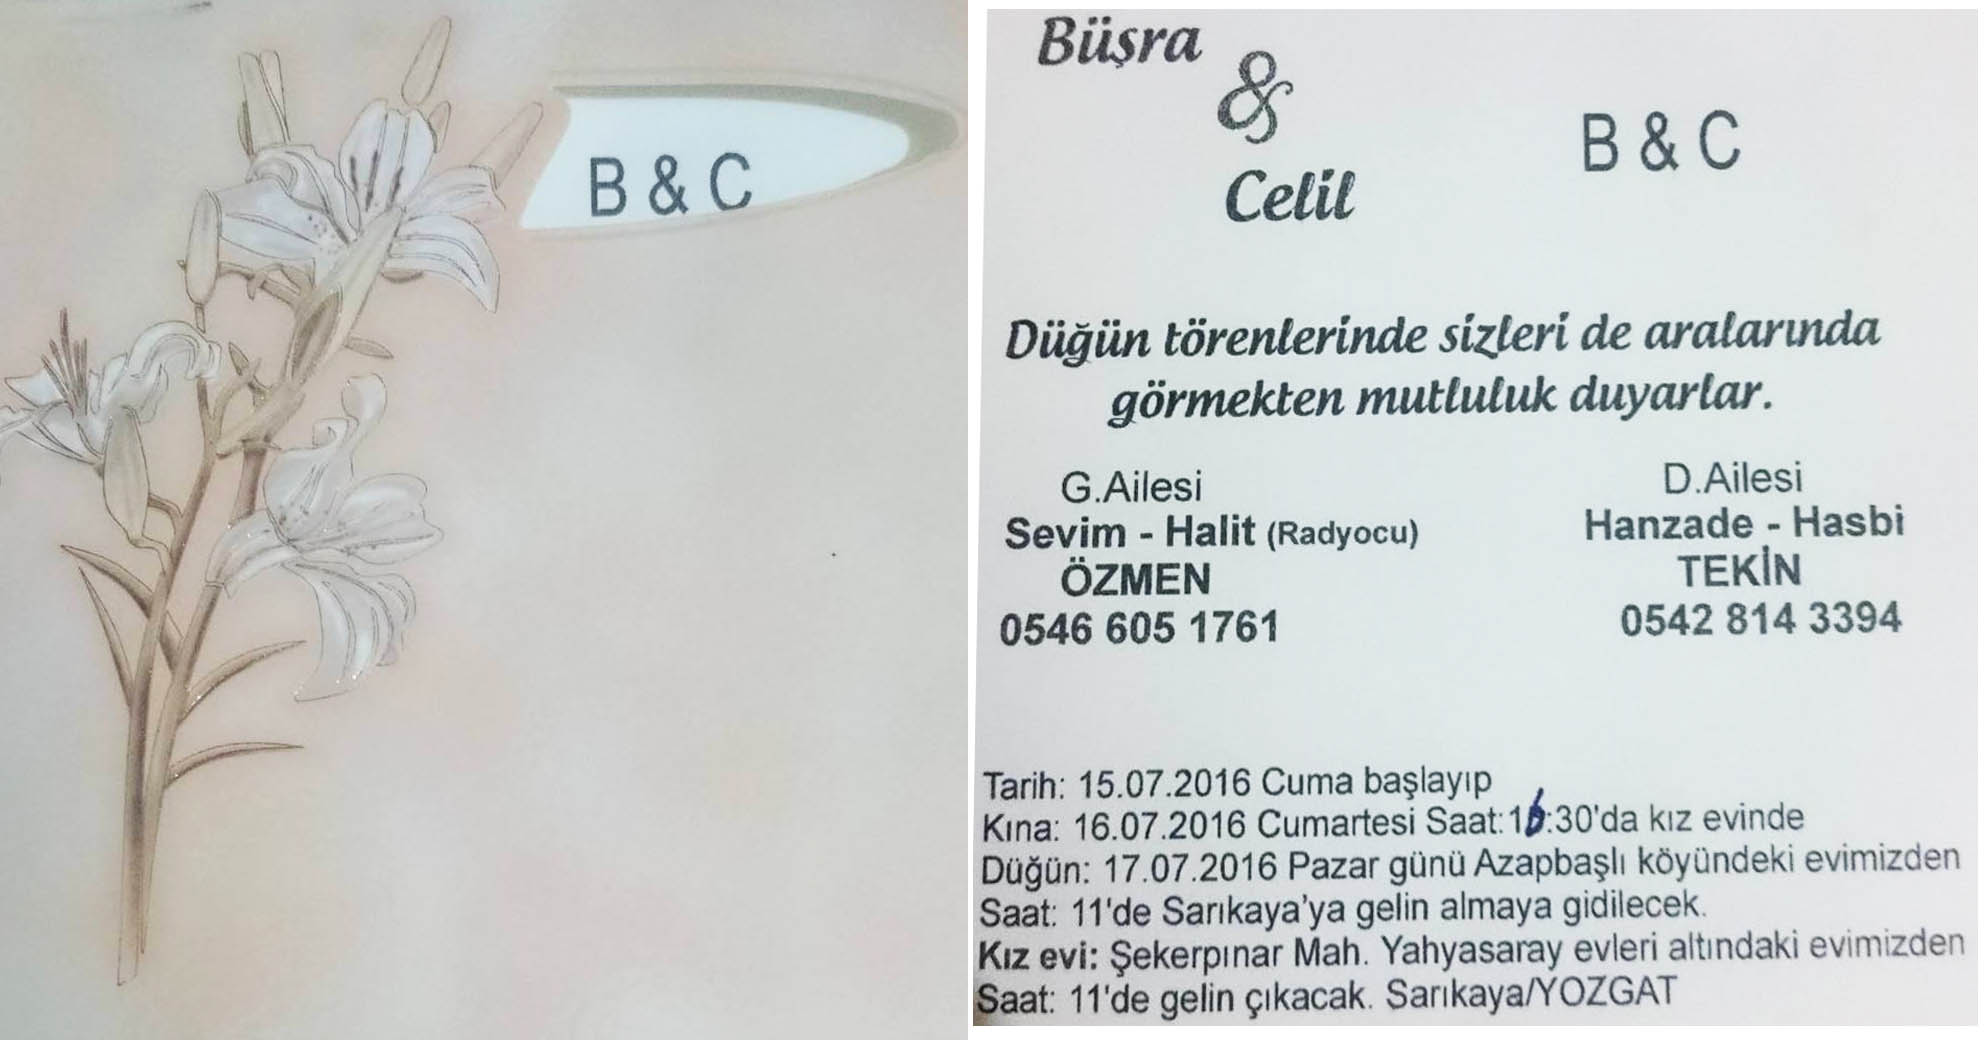 B & C
Büşra
&
Celil
B & C
Düğün törenlerinde sizleri de aralarında
görmekten mutluluk duyarlar.
G.Ailesi
Sevim - Halit (Radyocu)
ÖZMEN
0546 605 1761
D.Ailesi
Hanzade - Hasbi
TEKİN
0542 814 3394
Tarih: 15.07.2016 Cuma başlayıp
Kına: 16.07.2016 Cumartesi Saat:16:30'da kız evinde
Düğün: 17.07.2016 Pazar günü Azapbaşlı köyündeki evimizden
Saat: 11'de Sarıkaya'ya gelin almaya gidilecek.
Kız evi: Şekerpınar Mah. Yahyasaray evleri altındaki evimizden
Saat: 11'de gelin çıkacak. Sarıkaya/YOZGAT